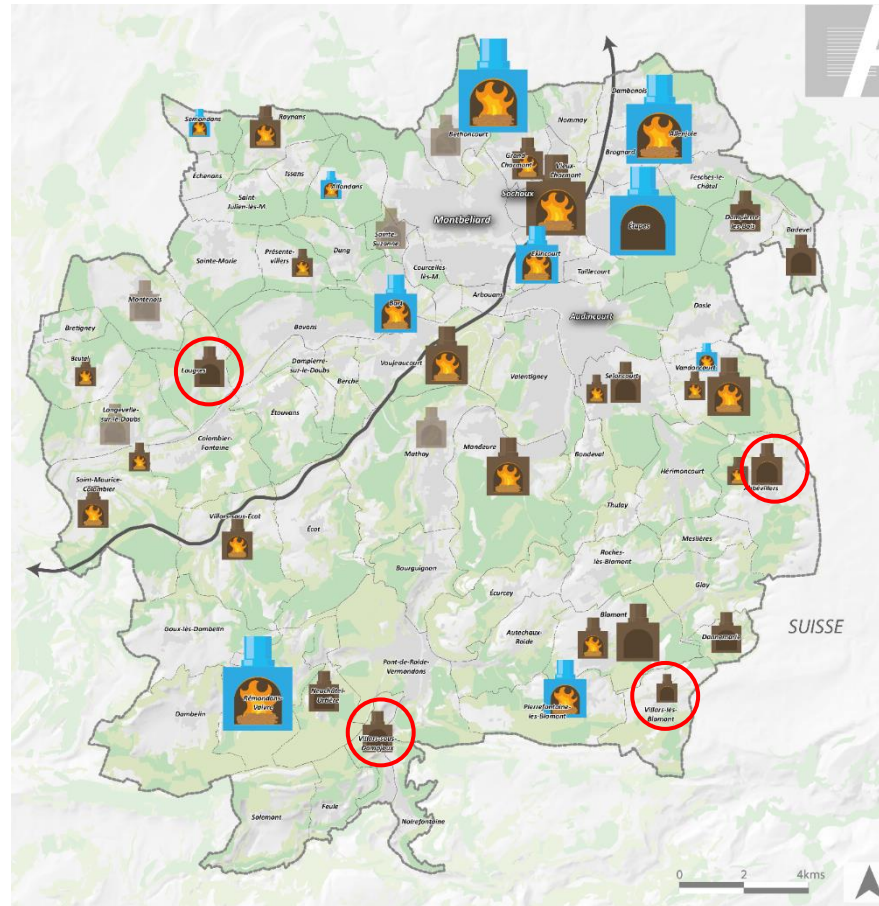 A
Semondans
Raynans
Dambenois
Allenjoie
Nommay
Bethoncourt
Grand-
Charmont
Vieux-
Charmont
Brognard
Échenans
Issans
Allondans
Fesches-le-
Châtel
Saint
Julien-lès-M.
Sochaux
Montbéliard
Étupes
Dampierre
les-Bois
Badevel
Sainte-
Suzanne
Dung
Présente-
villers
Sainte-Marie
Courcelles
lès-M.
Exincourt
Taillecourt
Arbouans
Bart
Montenois
Audincourt
Dasle
Bretigney
Bavans
Beutal
Lougres
Dampierre-
sur-le-Doubs
Berche
Voujeaucourt
Valentigney
Seloncourt
Vandoncourt
Étouvans
Longevelle-
sur-le-Doubs
Colombier-
Fontaine
Mathay
Mandeure
Bondeval
Hérimoncourt
Abbévillers
Saint-Maurice-
Colombier
Villars-sous-Écot
Écot
Thulay
Meslières
Roches-
lès-Blamont
Bourguignon
Écurcey
Glay
Goux-lès-Dambelin
Autechaux-
Roide
Blamont
Dannemarie
SUISSE
Pont-de-Roide-
Vermondans
Neuchâtel-
Urtière
Rémondans-
Vaivre
Dambelin
Pierrefontaine-
lès-Blamont
Villars-lès-
Blamont
Villars-sous-
Dampjoux
Solemont
Feule
Noirefontaine
0 2 4kms